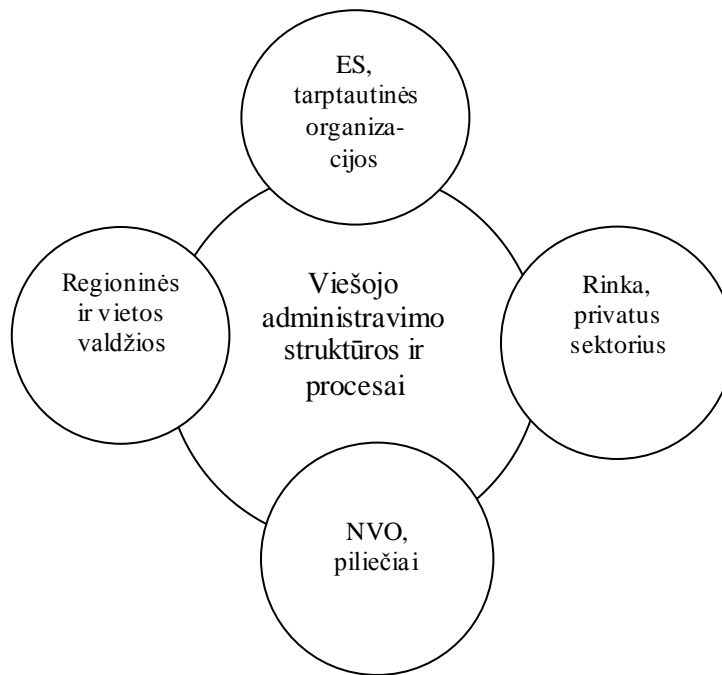 ES,
tarptautinės
organiza-
cijos
Regioninės
ir vietos
valdžios
Viešojo
administravimo
struktūros ir
procesai
Rinka,
privatus
sektorius
NVO,
piliečiai